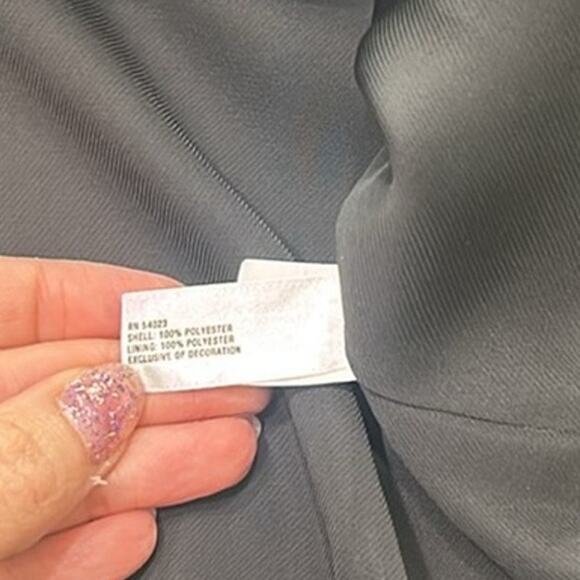 RN 54023
SHELL: 100% POLYESTER
LINING: 100% POLYESTER
EXCLUSIVE OF DECORATION